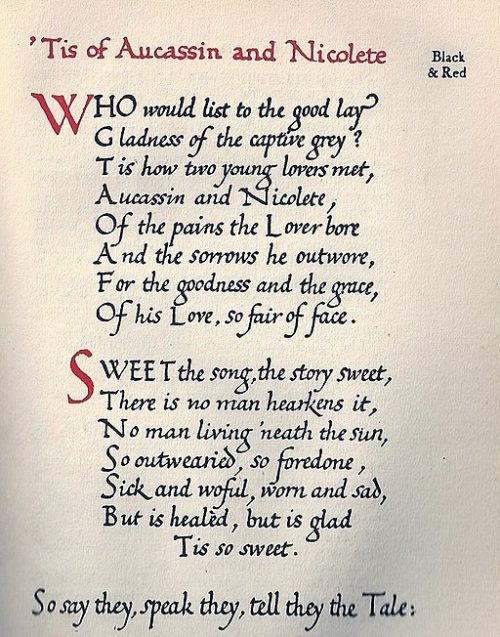 'Tis of Aucassin and Nicolete
Black
& Red
WHO would list to the good lay
Gladness of the captive grey?
Tis how two young lovers met,
Aucassin and Nicolete,
Of the pains the Lover bore
And the sorrows he outwore,
For the goodness and the grace,
Of his Love, so fair of face.
SWEET the song, the story sweet,
There is no man hearkens it,
No man living 'neath the sun,
So outwearied, so foredone,
Sick and woful, worn and sad,
But is healèd, but is glad
Tis so sweet.
So say they, speak they, tell they the Tale: